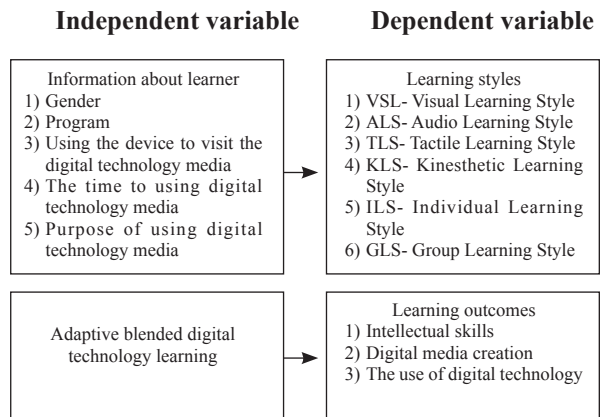 Independent variable
Dependent variable
Information about learner
1) Gender
2) Program
3) Using the device to visit the
digital technology media
4) The time to using digital
technology media
5) Purpose of using digital
technology media
Learning styles
1) VSL- Visual Learning Style
2) ALS- Audio Learning Style
3) TLS- Tactile Learning Style
4) KLS- Kinesthetic Learning
Style
5) ILS- Individual Learning
Style
6) GLS- Group Learning Style
Adaptive blended digital
technology learning
Learning outcomes
1) Intellectual skills
2) Digital media creation
3) The use of digital technology